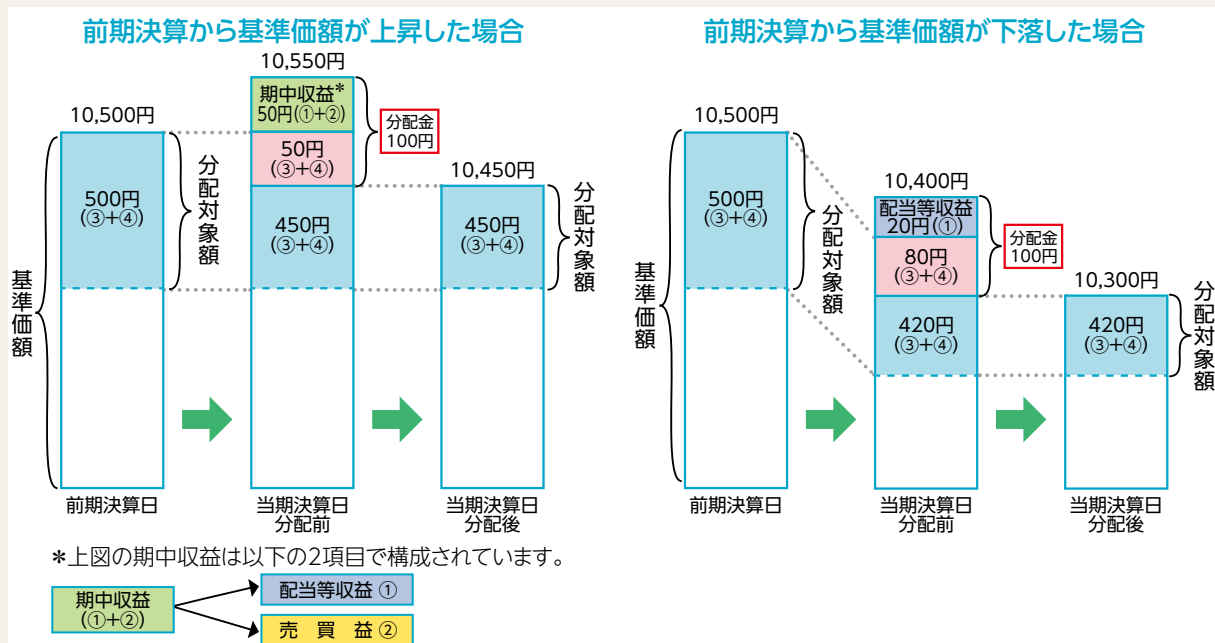 前期決算から基準価額が上昇した場合
10,500円
500円
(③+④)
分配対象額
基準価額
前期決算日
10,550円
期中収益*
50円(①+②)
50円
(③+④)
450円
(③+④)
分配金
100円
当期決算日
分配前
10,450円
450円
(③+④)
分配対象額
当期決算日
分配後
*上図の期中収益は以下の2項目で構成されています。
期中収益
(①+②)
配当等収益 ①
売 買 益 ②
前期決算から基準価額が下落した場合
10,500円
500円
(③+④)
分配対象額
基準価額
前期決算日
10,400円
配当等収益
20円(①)
80円
(③+④)
420円
(③+④)
分配金
100円
当期決算日
分配前
10,300円
420円
(③+④)
分配対象額
当期決算日
分配後